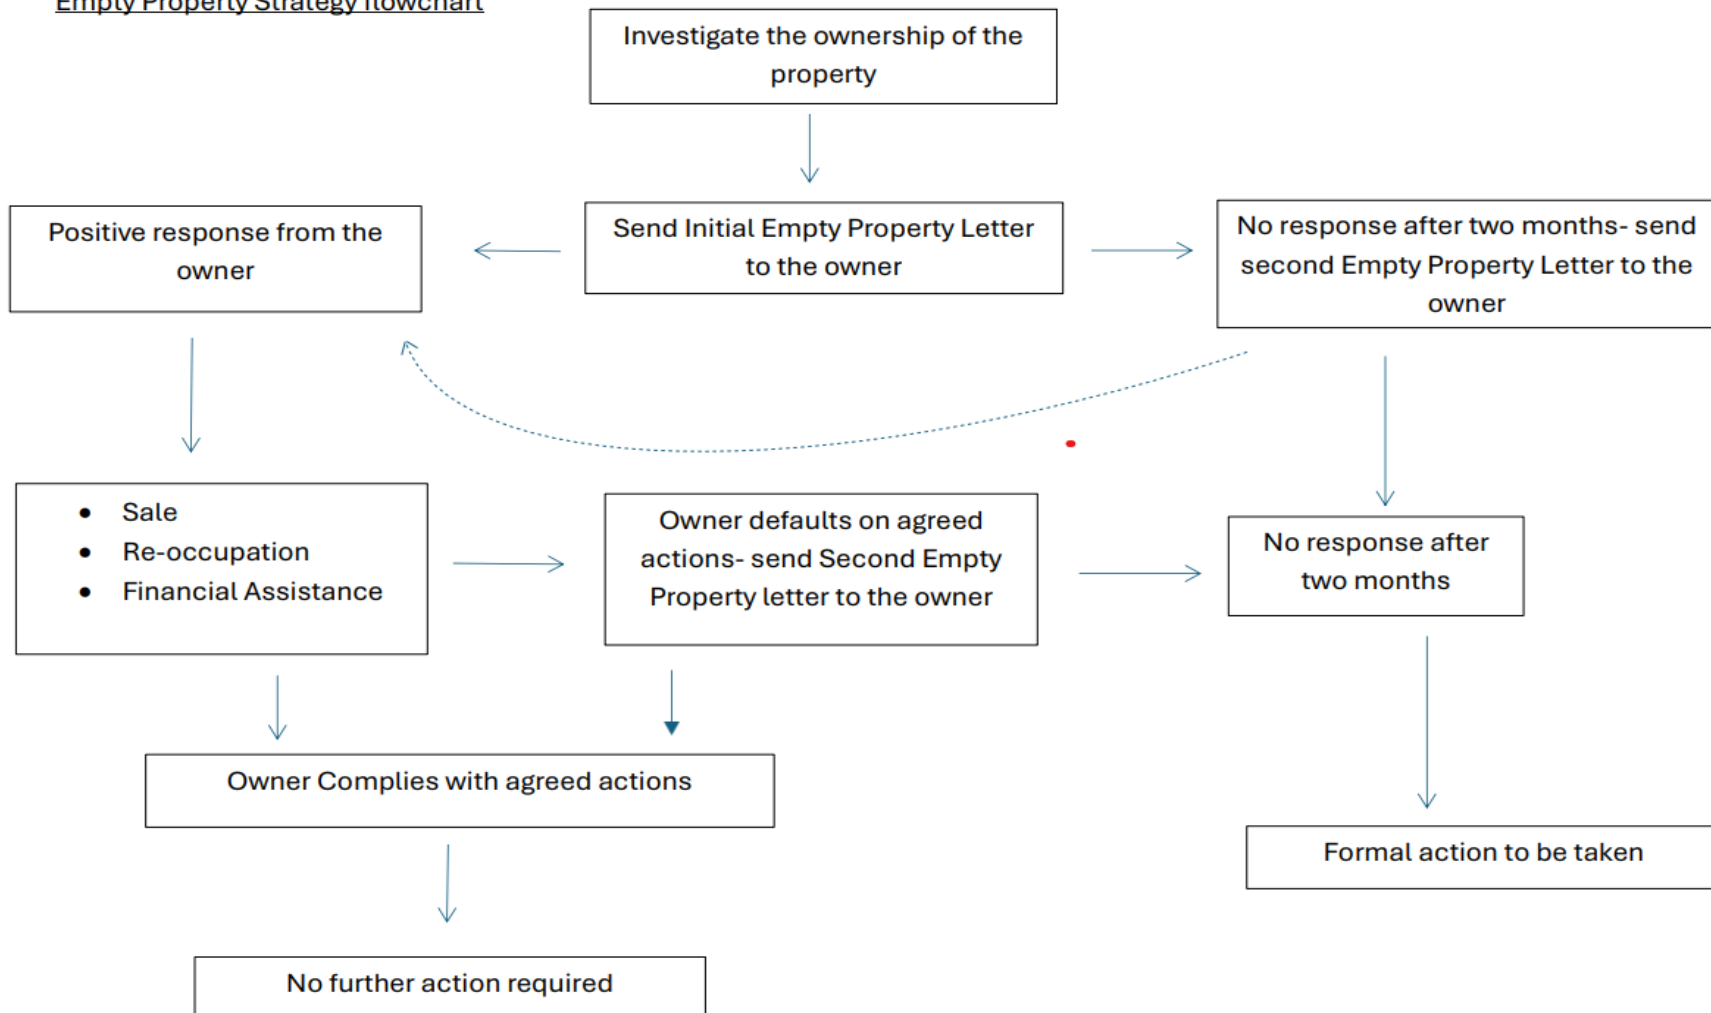 Empty Property Strategy flowchart
Investigate the ownership of the
property
Positive response from the
owner
Send Initial Empty Property Letter
to the owner
No response after two months- send
second Empty Property Letter to the
owner
• Sale
• Re-occupation
• Financial Assistance
Owner defaults on agreed
actions- send Second Empty
Property letter to the owner
No response after
two months
Owner Complies with agreed actions
Formal action to be taken
No further action required